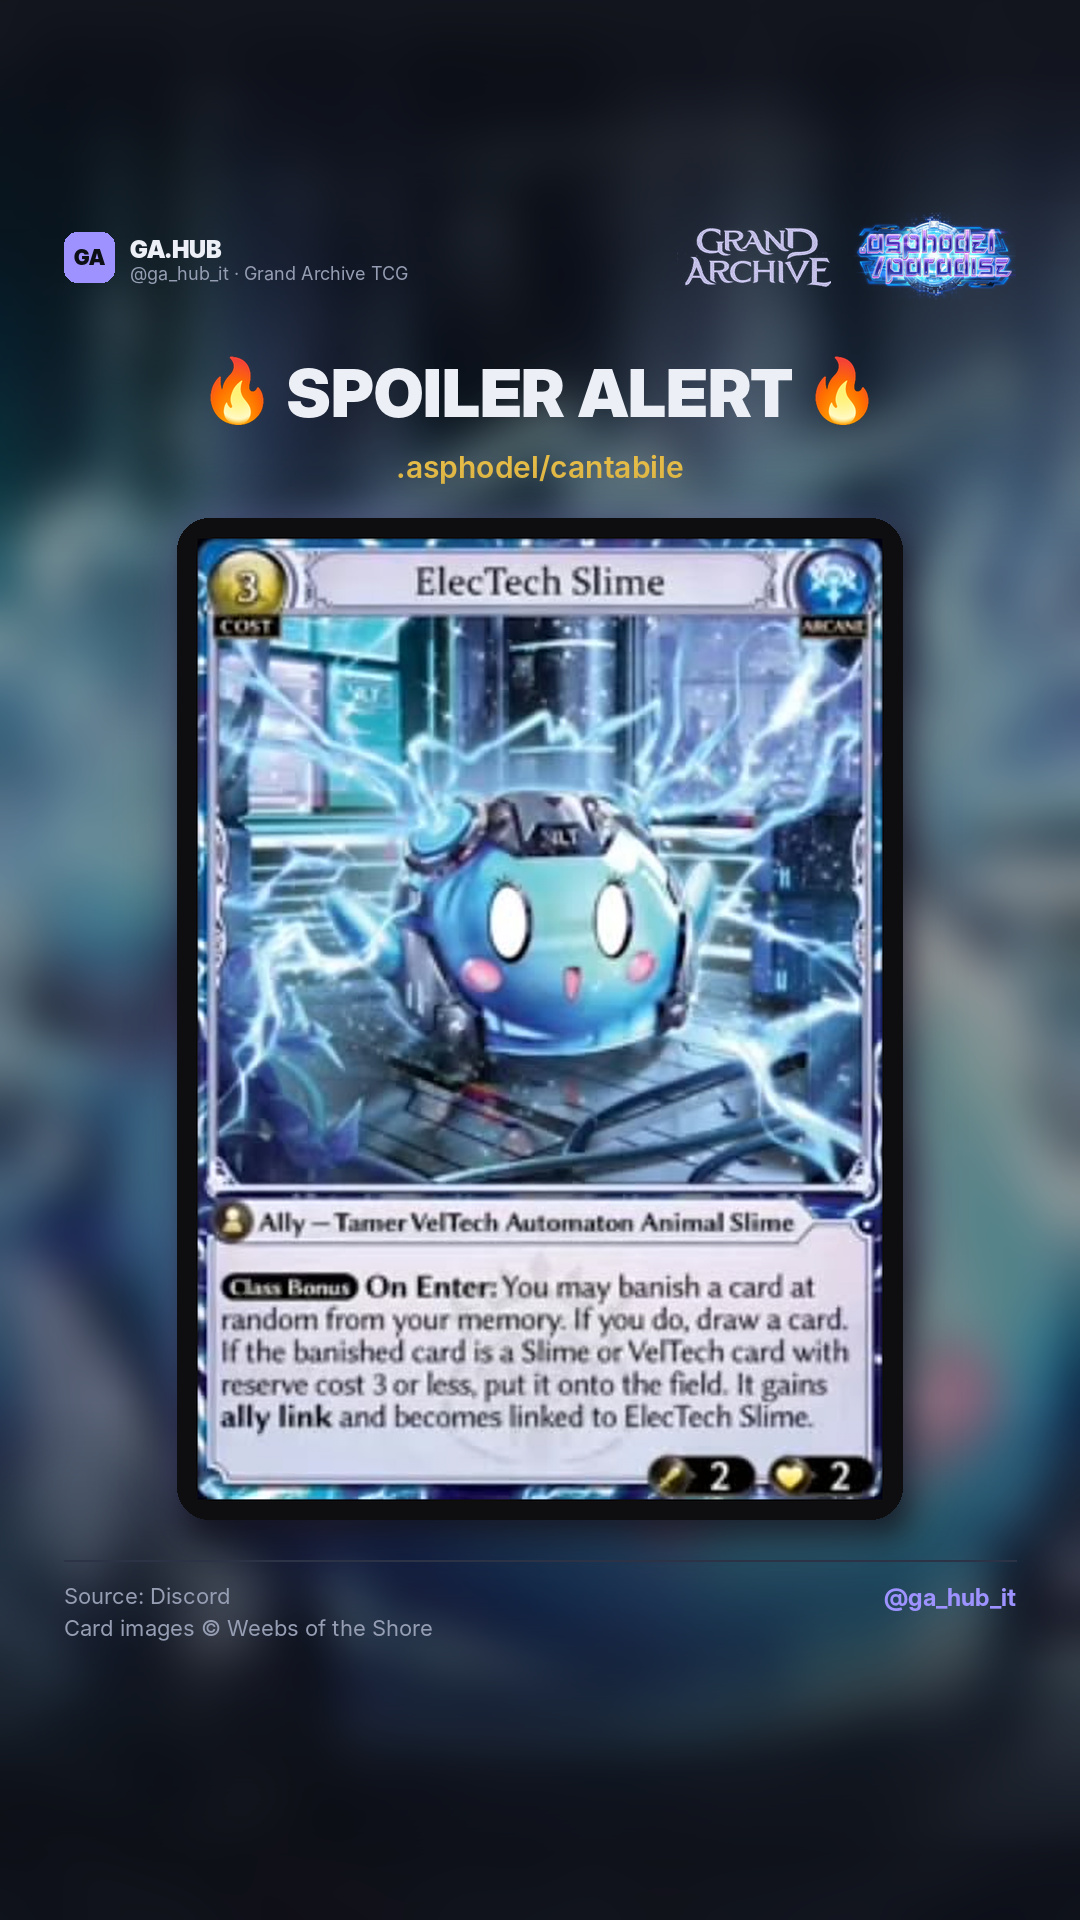 GA
GA.HUB
@ga_hub_it · Grand Archive TCG
GRAND
ARCHIVE
.asphodel
/paradise
🔥 SPOILER ALERT 🔥
.asphodel/cantabile
3
ElecTech Slime
COST
ARCANE
VLT
VLT
Ally — Tamer VelTech Automaton Animal Slime
Class Bonus On Enter: You may banish a card at
random from your memory. If you do, draw a card.
If the banished card is a Slime or VelTech card with
reserve cost 3 or less, put it onto the field. It gains
ally link and becomes linked to ElecTech Slime.
2
2
Source: Discord
@ga_hub_it
Card images © Weebs of the Shore